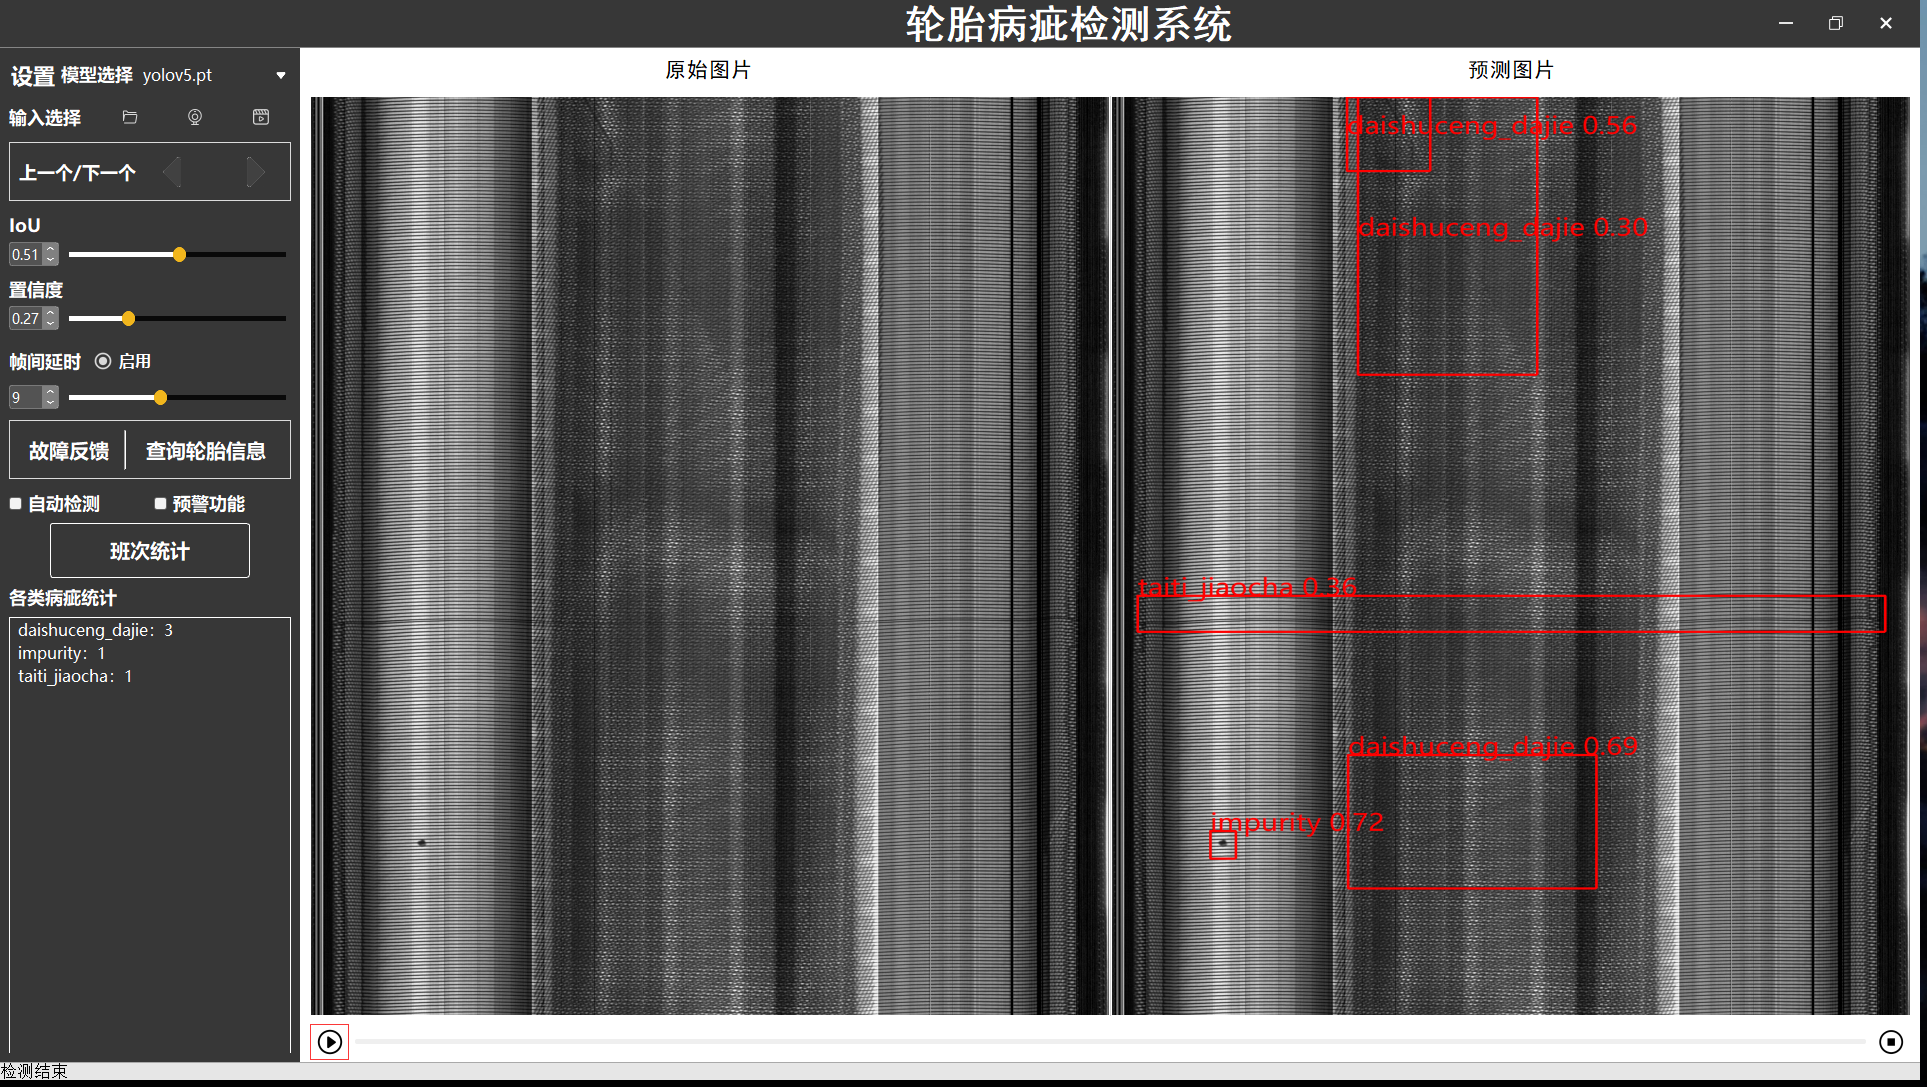 轮胎病疵检测系统
设置 模型选择 yolov5.pt
输入选择
上一个/下一个
IoU
0.51
置信度
0.27
帧间延时 启用
9
故障反馈 查询轮胎信息
自动检测 预警功能
班次统计
各类病疵统计
daishuceng_dajie: 3
impurity: 1
taiti_jiaocha: 1
原始图片
预测图片
daishuceng_dajie 0.56
daishuceng_dajie 0.30
taiti_jiaocha 0.36
daishuceng_dajie 0.69
impurity 0.72
检测结束